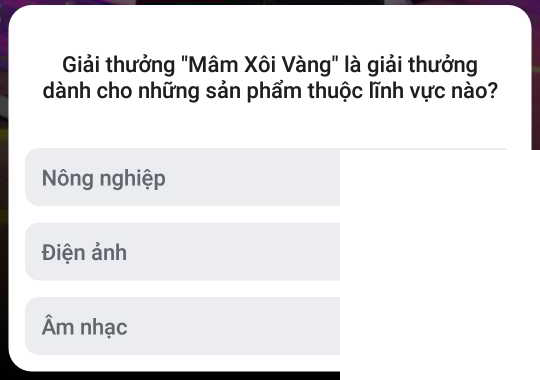 Giải thưởng "Mâm Xôi Vàng" là giải thưởng
dành cho những sản phẩm thuộc lĩnh vực nào?
Nông nghiệp
Điện ảnh
Âm nhạc